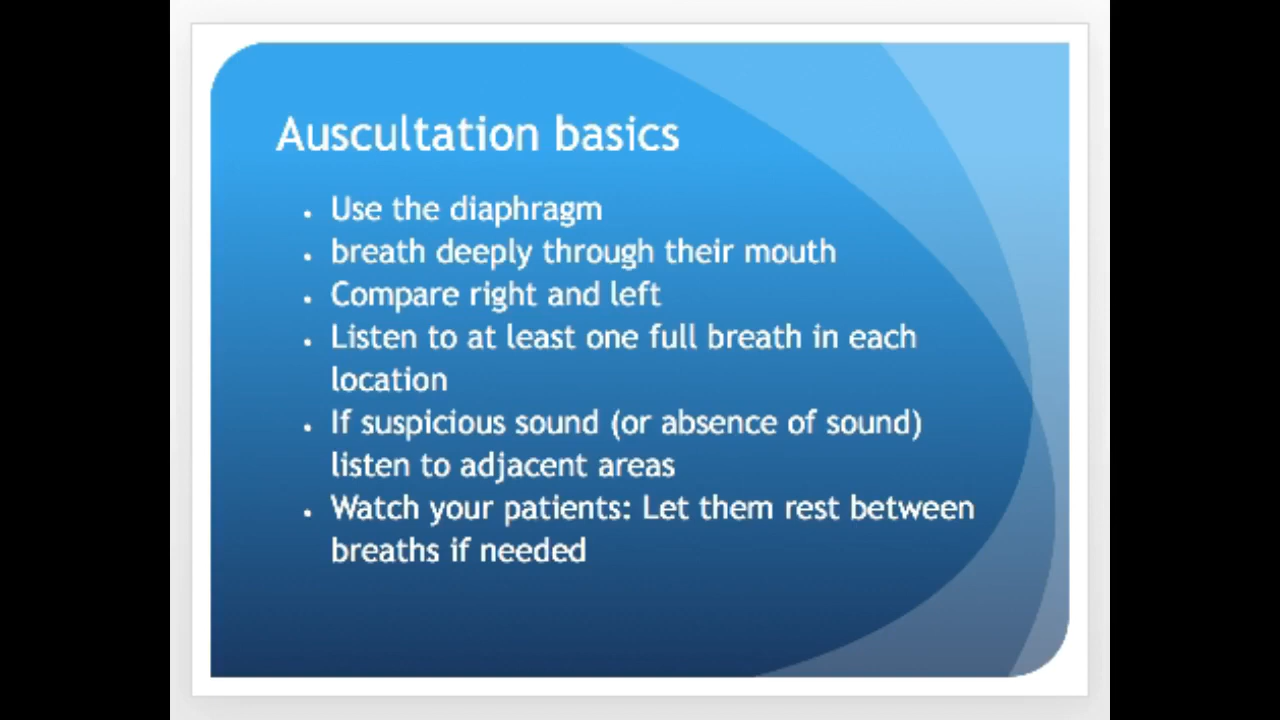 Auscultation basics
• Use the diaphragm
• breath deeply through their mouth
• Compare right and left
• Listen to at least one full breath in each
location
• If suspicious sound (or absence of sound)
listen to adjacent areas
• Watch your patients: Let them rest between
breaths if needed